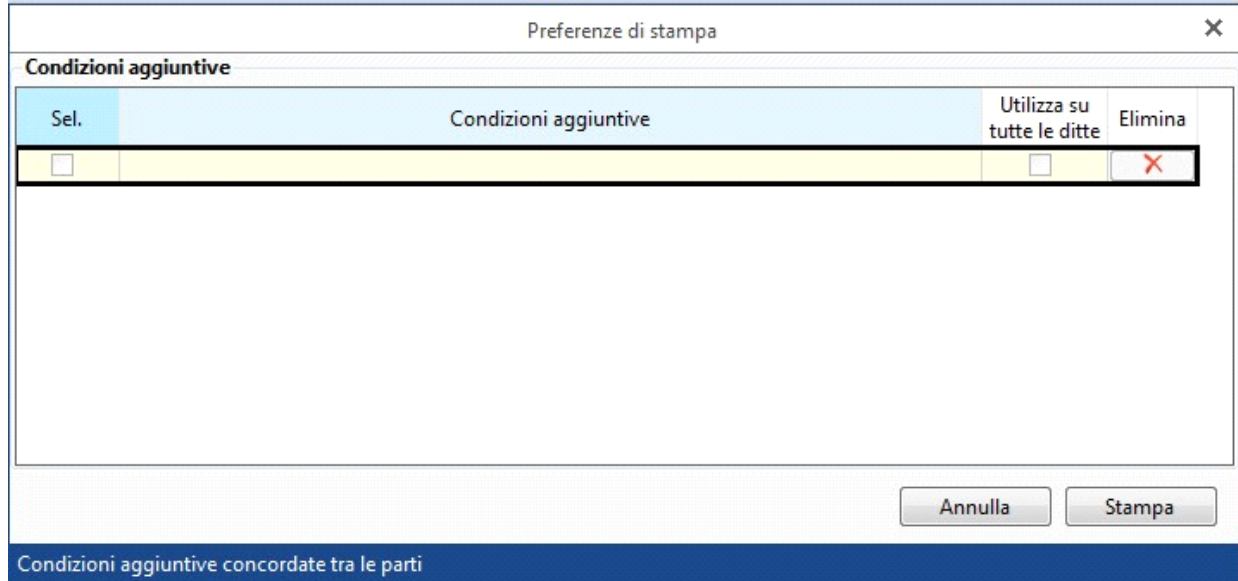 Preferenze di stampa
Condizioni aggiuntive
Sel.
Condizioni aggiuntive
Utilizza su
tutte le ditte
Elimina
Annulla
Stampa
Condizioni aggiuntive concordate tra le parti